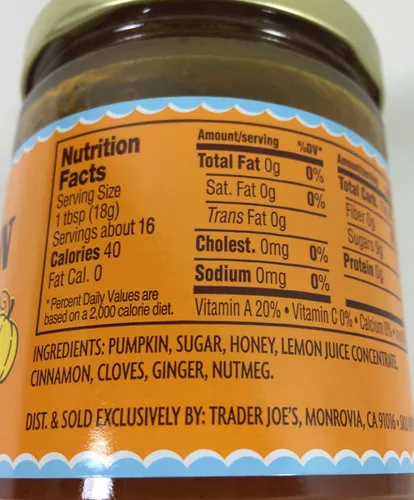 Nutrition
Facts
Serving Size
1 tbsp (18g)
Servings about 16
Calories 40
Fat Cal. 0
*Percent Daily Values are
based on a 2,000 calorie diet.
Amount/serving %DV*
Total Fat 0g 0%
Sat. Fat 0g 0%
Trans Fat 0g
Cholest. 0mg 0%
Sodium 0mg 0%
Amount/serving
Total Carb.
Fiber 0g
Sugars 9g
Protein 0g
Vitamin A 20% • Vitamin C 0% • Calcium 0% •
INGREDIENTS: PUMPKIN, SUGAR, HONEY, LEMON JUICE CONCENTRATE,
CINNAMON, CLOVES, GINGER, NUTMEG.
DIST. & SOLD EXCLUSIVELY BY: TRADER JOE'S, MONROVIA, CA 91016 • SKU